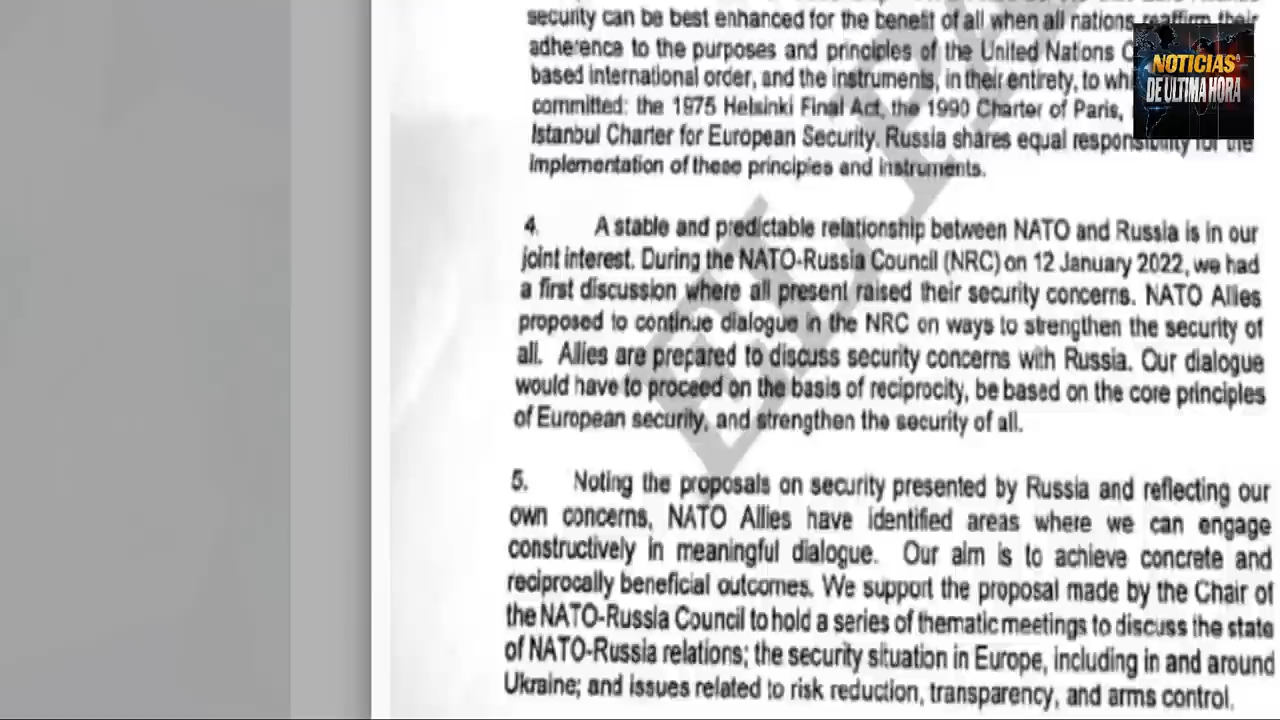 security can be best enhanced for the benefit of all when all nations reaffirm their
adherence to the purposes and principles of the United Nations C
based international order, and the instruments, in their entirety, to whi
committed: the 1975 Helsinki Final Act, the 1990 Charter of Paris,
Istanbul Charter for European Security. Russia shares equal responsibility for the
implementation of these principles and instruments.
NOTICIAS
DE ULTIMA HORA
4. A stable and predictable relationship between NATO and Russia is in our
joint interest. During the NATO-Russia Council (NRC) on 12 January 2022, we had
a first discussion where all present raised their security concerns. NATO Allies
proposed to continue dialogue in the NRC on ways to strengthen the security of
all. Allies are prepared to discuss security concerns with Russia. Our dialogue
would have to proceed on the basis of reciprocity, be based on the core principles
of European security, and strengthen the security of all.
5. Noting the proposals on security presented by Russia and reflecting our
own concerns, NATO Allies have identified areas where we can engage
constructively in meaningful dialogue. Our aim is to achieve concrete and
reciprocally beneficial outcomes. We support the proposal made by the Chair of
the NATO-Russia Council to hold a series of thematic meetings to discuss the state
of NATO-Russia relations; the security situation in Europe, including in and around
Ukraine; and issues related to risk reduction, transparency, and arms control.